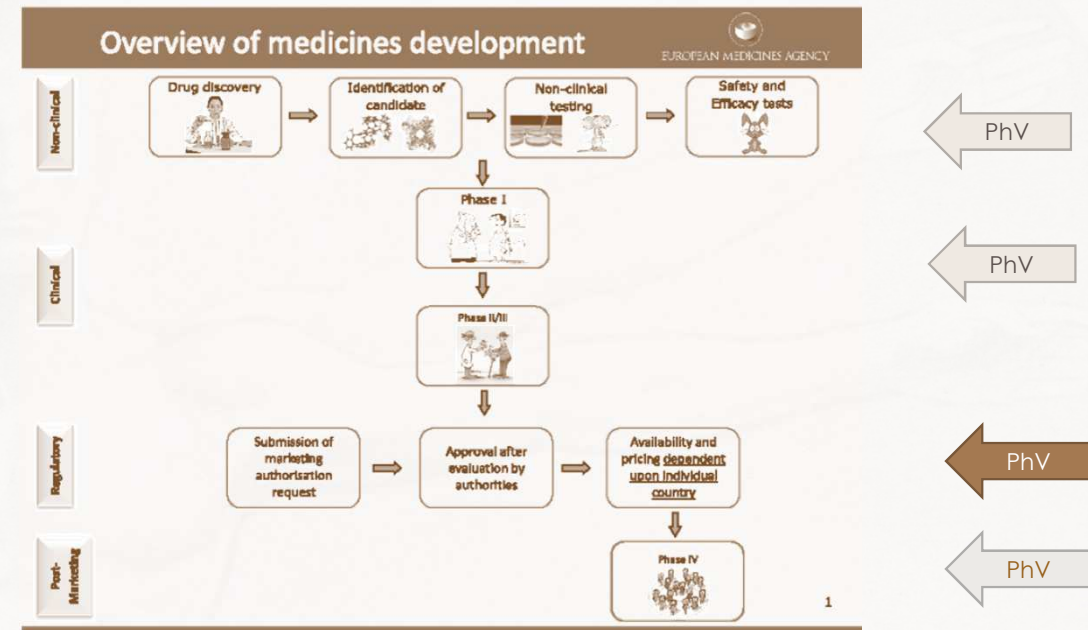 Overview of medicines development
EUROPEAN MEDICINES AGENCY
Non-clinical
Drug discovery
Identification of
candidate
Non-clinical
testing
Safety and
Efficacy tests
PhV
Phase I
Clinical
PhV
Phase II/III
Regulatory
Submission of
marketing
authorisation
request
Approval after
evaluation by
authorities
Availability and
pricing dependent
upon individual
country
PhV
Post-
Marketing
Phase IV
PhV
1